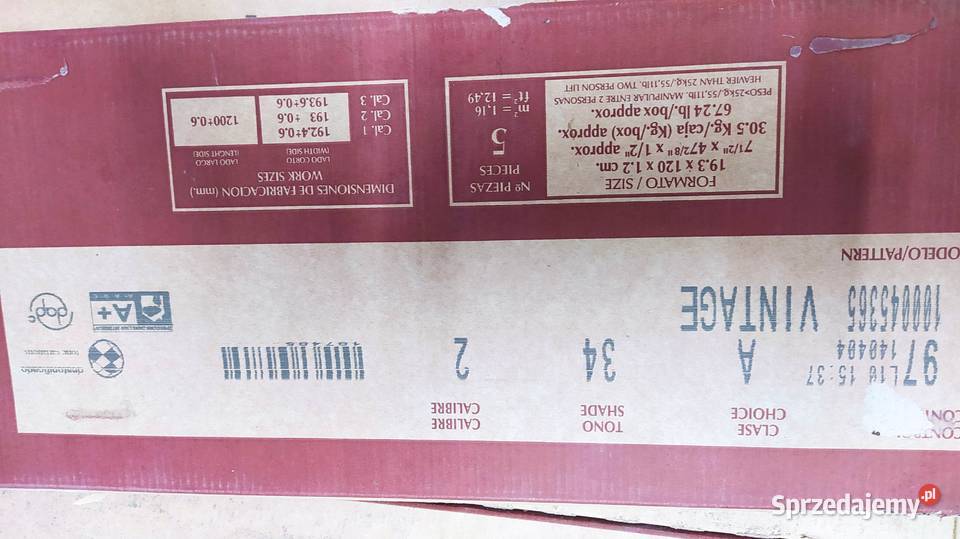 CONTROL
CONT
CLASE
CHOICE
TONO
SHADE
CALIBRE
CALIBRE
97
L10 15:37
140404
A
34
2
100045365
VINTAGE
A+
MODELO/PATTERN
FORMATO / SIZE
19.3 x 120 x 1.2 cm.
7 1/2" x 47 2/8" x 1/2" approx.
30.5 Kg./caja (Kg./box) approx.
67.24 lb./box approx.
PESO>25kg./55,11lb. MANIPULAR ENTRE 2 PERSONAS
HEAVIER THAN 25kg./55,11lb. TWO PERSON LIFT
Nº PIEZAS
PIECES
5
m² = 1,16
ft² = 12,49
DIMENSIONES DE FABRICACION (mm.)
WORK SIZES
LADO CORTO
(WIDTH SIDE)
LADO LARGO
(LENGHT SIDE)
Cal. 1 192.4±0.6
Cal. 2 193 ±0.6
Cal. 3 193.6±0.6
1200±0.6
Sprzedajemy.pl